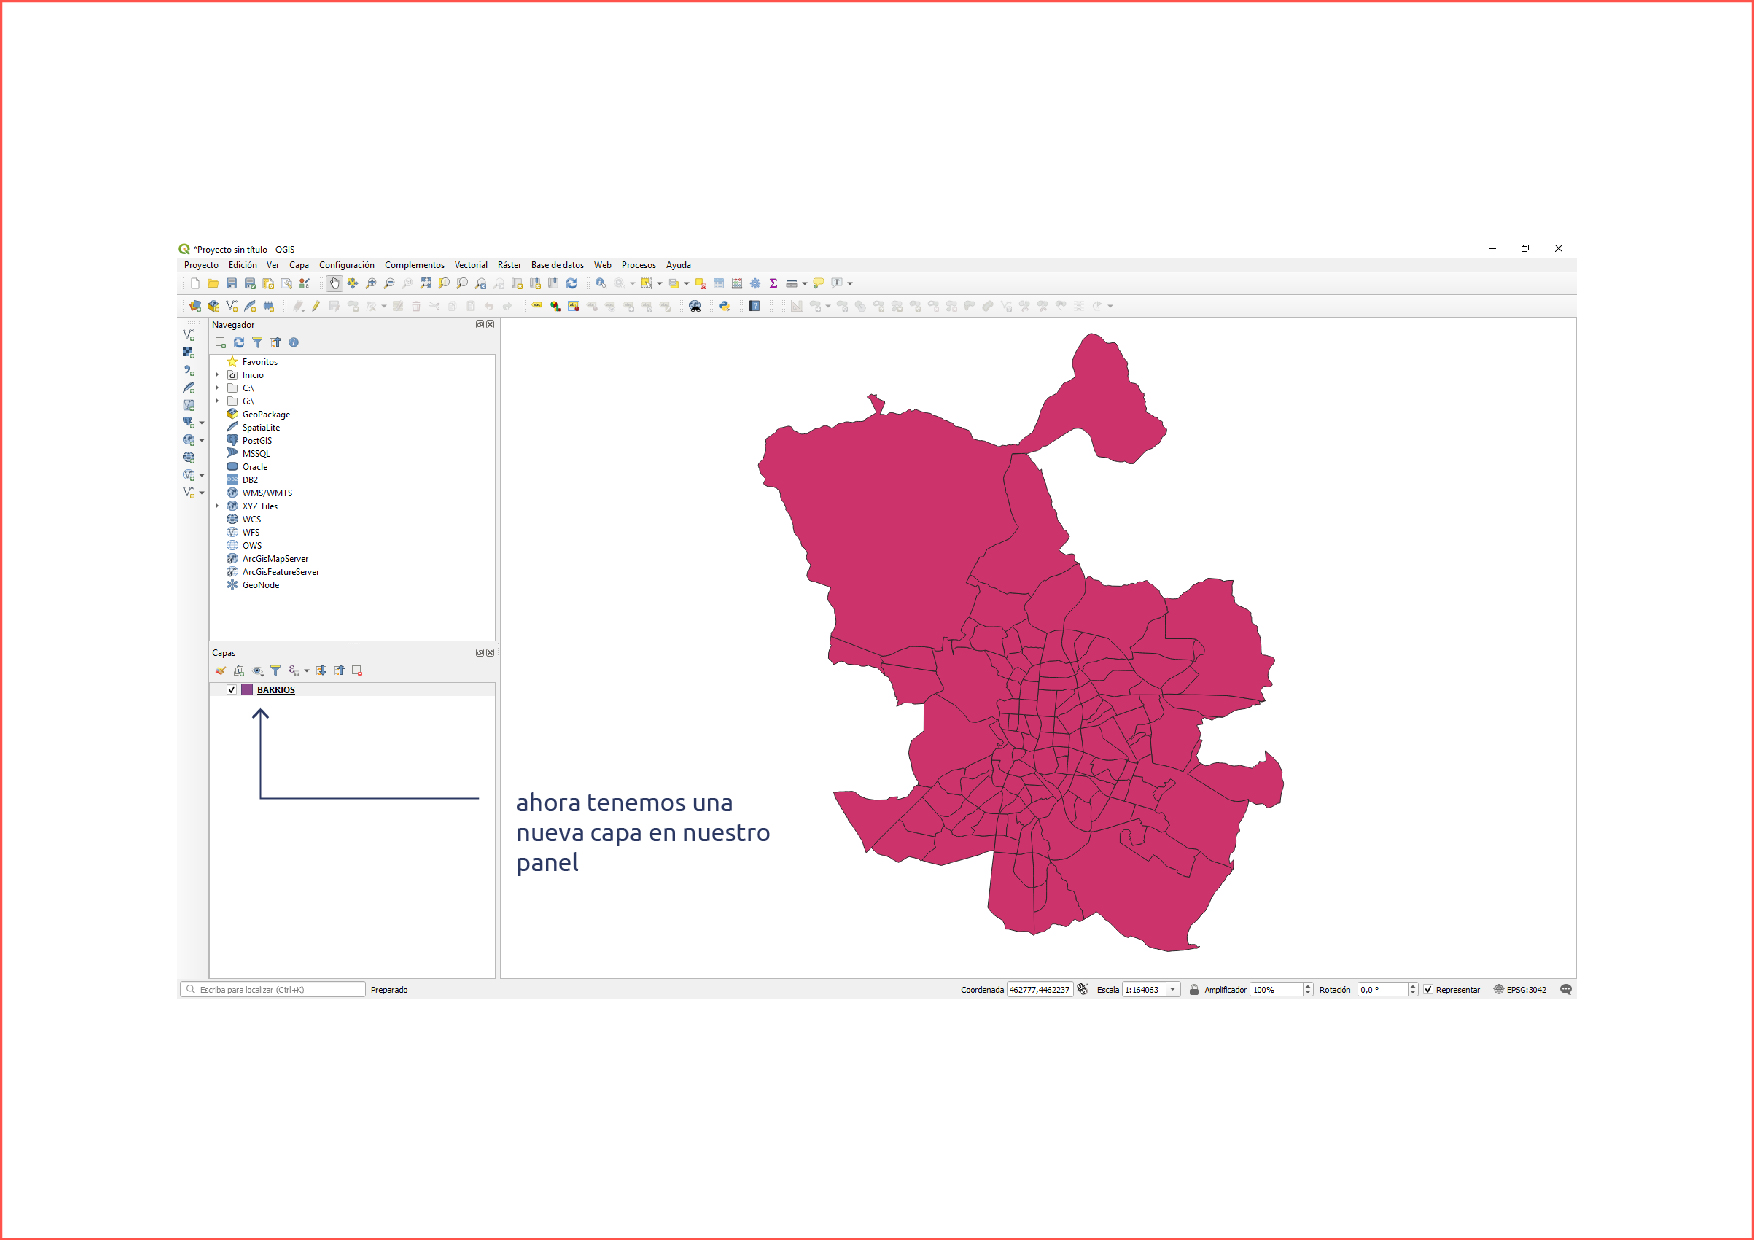 *Proyecto sin título - QGIS
Proyecto Edición Ver Capa Configuración Complementos Vectorial Ráster Base de datos Web Procesos Ayuda
Navegador
Favoritos
Inicio
C:\
G:\
GeoPackage
SpatiaLite
PostGIS
MSSQL
Oracle
DB2
WMS/WMTS
XYZ Tiles
WCS
WFS
OWS
ArcGisMapServer
ArcGisFeatureServer
GeoNode
Capas
BARRIOS
ahora tenemos una
nueva capa en nuestro
panel
Escriba para localizar (Ctrl+K) Preparado Coordenada 462777,4462237 Escala 1:164063 Amplificador 100% Rotación 0,0 ° Representar EPSG:3042